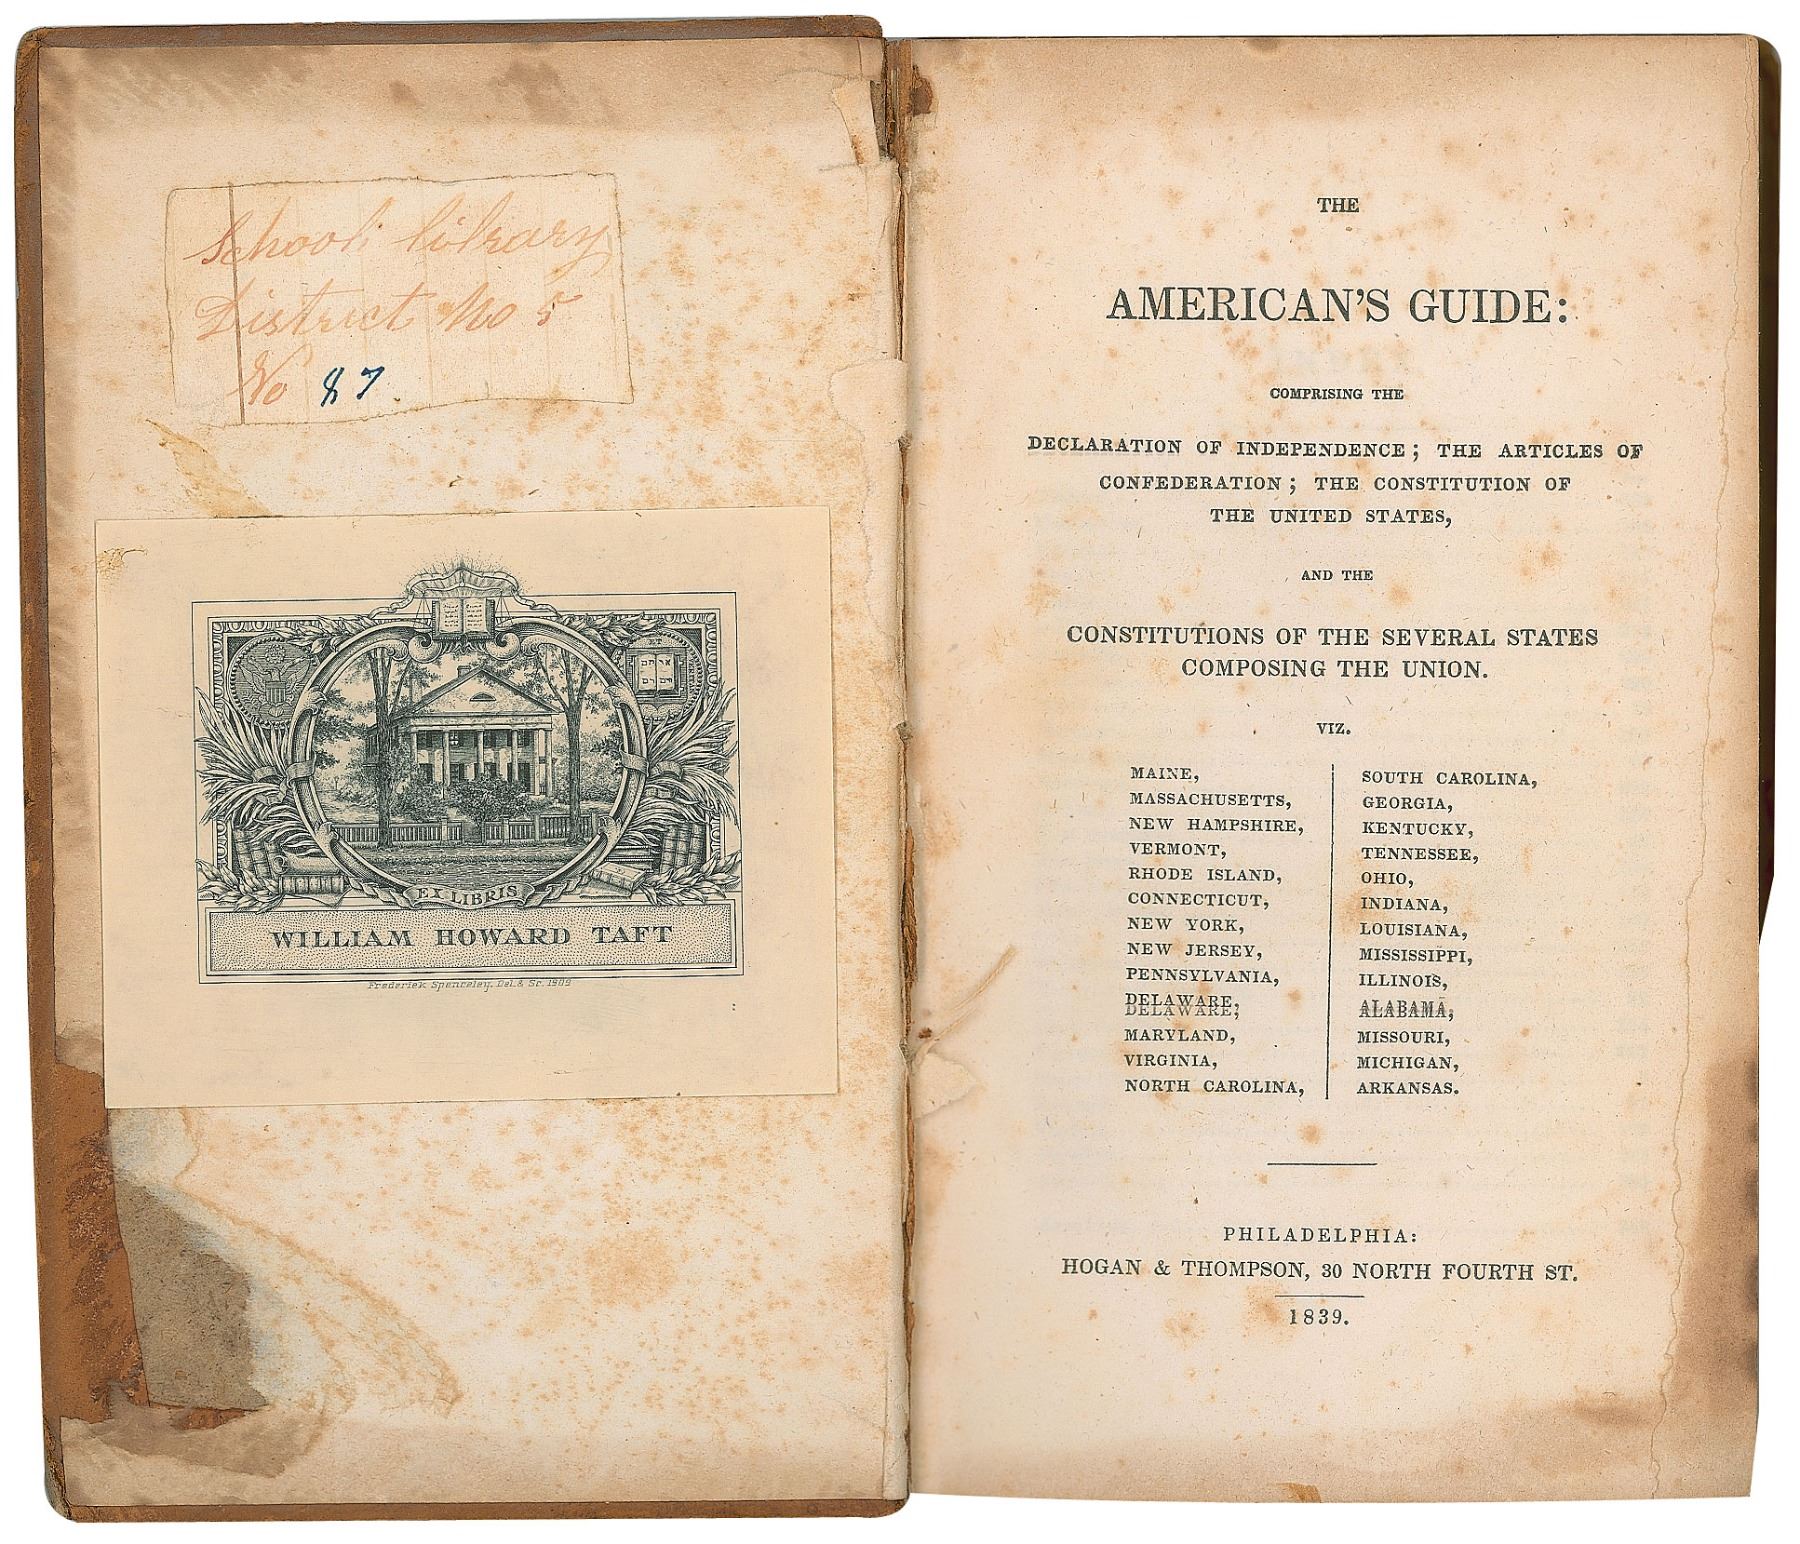 School library
District No 5
No 87
EX LIBRIS
WILLIAM HOWARD TAFT
Frederick Spenceley, Del. & Sc. 1909
THE
AMERICAN'S GUIDE:
COMPRISING THE
DECLARATION OF INDEPENDENCE; THE ARTICLES OF
CONFEDERATION; THE CONSTITUTION OF
THE UNITED STATES,
AND THE
CONSTITUTIONS OF THE SEVERAL STATES
COMPOSING THE UNION.
VIZ.
MAINE,
MASSACHUSETTS,
NEW HAMPSHIRE,
VERMONT,
RHODE ISLAND,
CONNECTICUT,
NEW YORK,
NEW JERSEY,
PENNSYLVANIA,
DELAWARE,
MARYLAND,
VIRGINIA,
NORTH CAROLINA,
SOUTH CAROLINA,
GEORGIA,
KENTUCKY,
TENNESSEE,
OHIO,
INDIANA,
LOUISIANA,
MISSISSIPPI,
ILLINOIS,
ALABAMA,
MISSOURI,
MICHIGAN,
ARKANSAS.
PHILADELPHIA:
HOGAN & THOMPSON, 30 NORTH FOURTH ST.
1839.